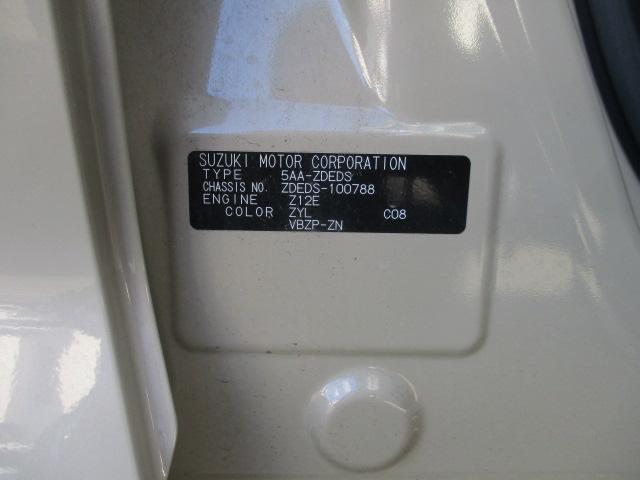 SUZUKI MOTOR CORPORATION
TYPE 5AA-ZDEDS
CHASSIS NO. ZDEDS-100788
ENGINE Z12E
COLOR ZYL C08
VBZP-ZN